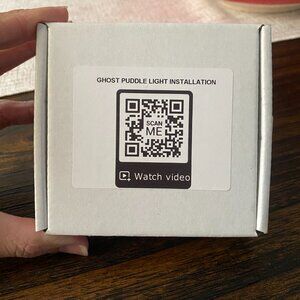 GHOST PUDDLE LIGHT INSTALLATION
SCAN
ME
Watch video